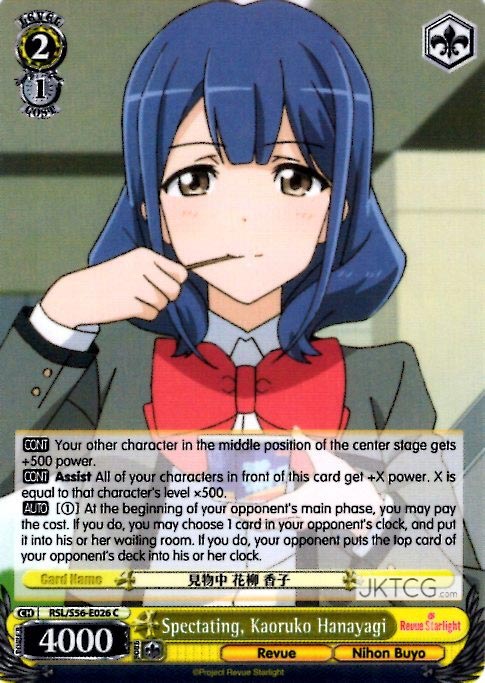 LEVEL
2
1
COST
CONT Your other character in the middle position of the center stage gets
+500 power.
CONT Assist All of your characters in front of this card get +X power. X is
equal to that character's level ×500.
AUTO [①] At the beginning of your opponent's main phase, you may pay
the cost. If you do, you may choose 1 card in your opponent's clock, and put
it into his or her waiting room. If you do, your opponent puts the top card of
your opponent's deck into his or her clock.
Card Name 見物中 花柳 香子
JKTCG.com
CH RSL/S56-E026 C
POWER 4000 SOUL
Spectating, Kaoruko Hanayagi
Revue Starlight
Revue Nihon Buyo
©Project Revue Starlight